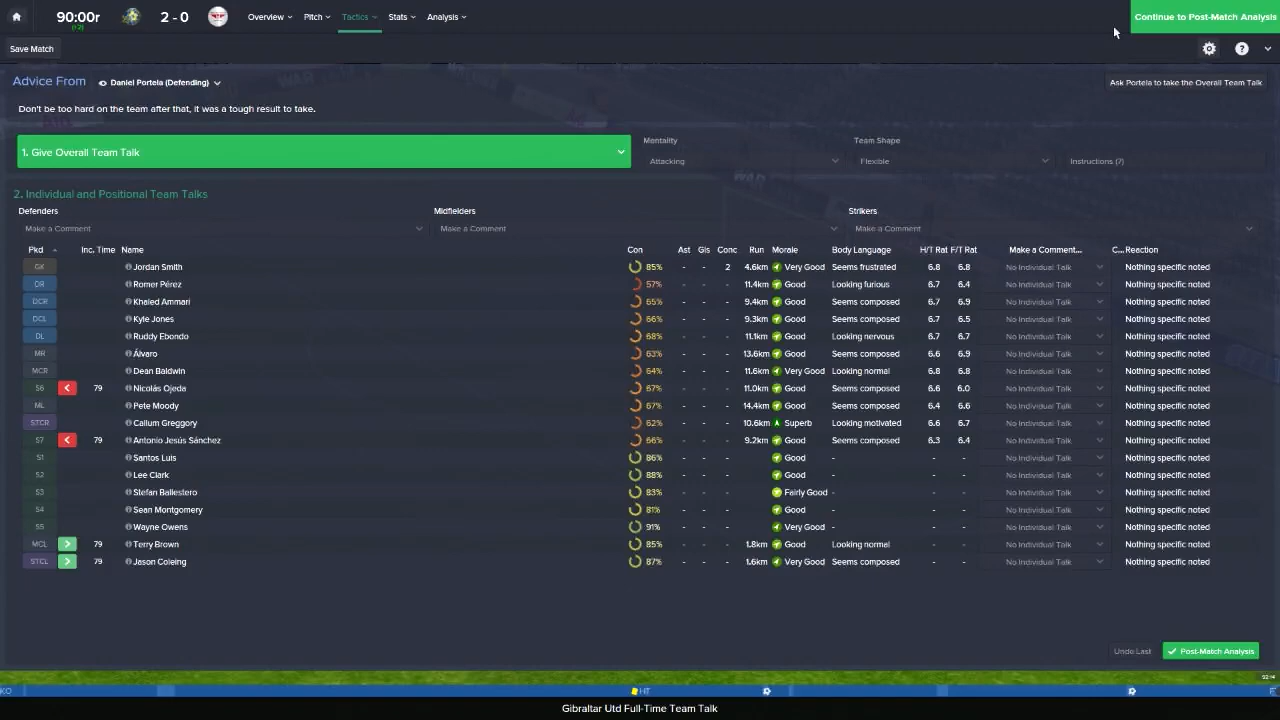 90:00r 2 - 0 Overview Pitch Tactics Stats Analysis Continue to Post-Match Analysis
(+2)
Save Match
Advice From Daniel Portela (Defending) Ask Portela to take the Overall Team Talk
Don't be too hard on the team after that, it was a tough result to take.
Mentality Team Shape
1. Give Overall Team Talk Attacking Flexible Instructions (7)
2. Individual and Positional Team Talks
Defenders Midfielders Strikers
Make a Comment Make a Comment Make a Comment
Pkd Inc. Time Name Con Ast Gls Conc Run Morale Body Language H/T Rat F/T Rat Make a Comment... C... Reaction
GK Jordan Smith 85% - - 2 4.6km Very Good Seems frustrated 6.8 6.8 No Individual Talk Nothing specific noted
DR Romer Pérez 57% - - - 11.4km Good Looking furious 6.7 6.4 No Individual Talk Nothing specific noted
DCR Khaled Ammari 65% - - - 9.4km Good Seems composed 6.7 6.9 No Individual Talk Nothing specific noted
DCL Kyle Jones 66% - - - 9.3km Good Seems composed 6.7 6.5 No Individual Talk Nothing specific noted
DL Ruddy Ebondo 68% - - - 11.1km Good Looking nervous 6.7 6.7 No Individual Talk Nothing specific noted
MR Álvaro 63% - - - 13.6km Good Seems composed 6.6 6.9 No Individual Talk Nothing specific noted
MCR Dean Baldwin 64% - - - 11.6km Very Good Looking normal 6.8 6.8 No Individual Talk Nothing specific noted
S6 79 Nicolás Ojeda 67% - - - 11.0km Good Seems composed 6.6 6.0 No Individual Talk Nothing specific noted
ML Pete Moody 67% - - - 14.4km Good Seems composed 6.4 6.6 No Individual Talk Nothing specific noted
STCR Callum Greggory 62% - - - 10.6km Superb Looking motivated 6.6 6.7 No Individual Talk Nothing specific noted
S7 79 Antonio Jesús Sánchez 66% - - - 9.2km Good Seems composed 6.3 6.4 No Individual Talk Nothing specific noted
S1 Santos Luis 86% - - - Good - - - No Individual Talk Nothing specific noted
S2 Lee Clark 88% - - - Good - - - No Individual Talk Nothing specific noted
S3 Stefan Ballestero 83% - - - Fairly Good - - - No Individual Talk Nothing specific noted
S4 Sean Montgomery 81% - - - Good - - - No Individual Talk Nothing specific noted
S5 Wayne Owens 91% - - - Very Good - - - No Individual Talk Nothing specific noted
MCL 79 Terry Brown 85% - - - 1.8km Good Looking normal - - No Individual Talk Nothing specific noted
STCL 79 Jason Coleing 87% - - - 1.6km Very Good Seems composed - - No Individual Talk Nothing specific noted
Undo Last Post-Match Analysis
KO HT
Gibraltar Utd Full-Time Team Talk